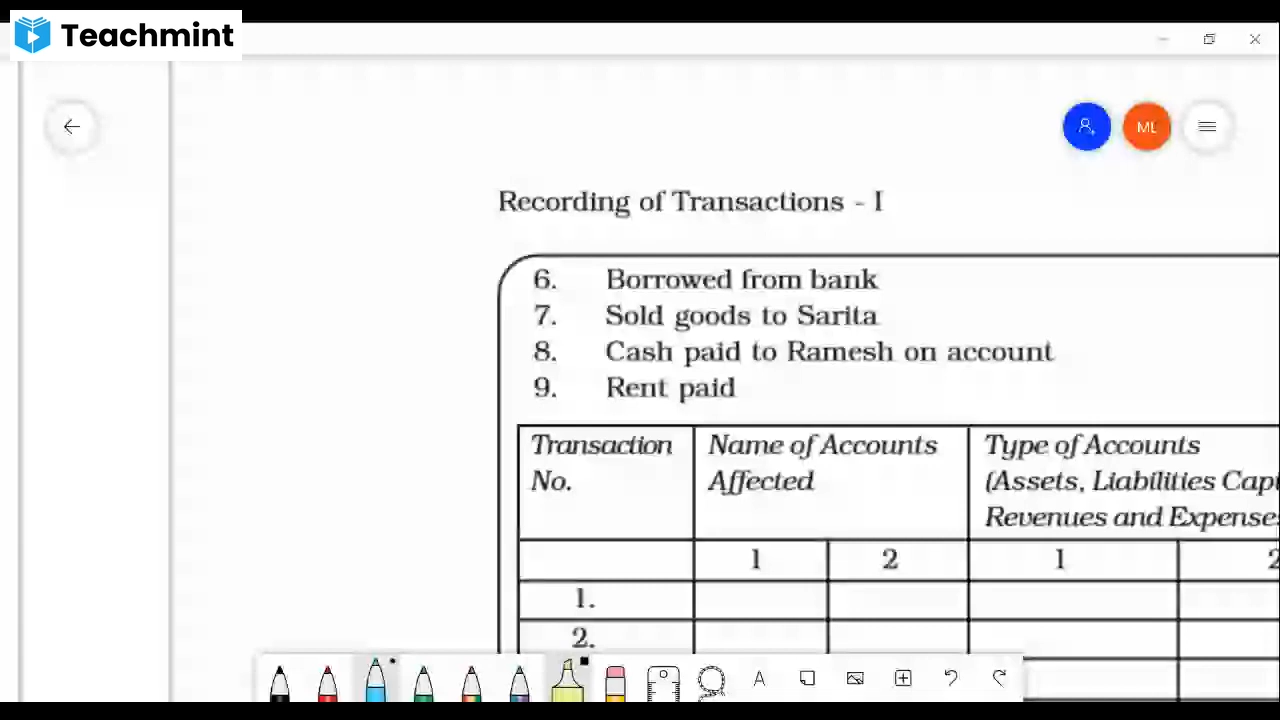 Teachmint
ML
Recording of Transactions - I
6. Borrowed from bank
7. Sold goods to Sarita
8. Cash paid to Ramesh on account
9. Rent paid
Transaction No. Name of Accounts Affected Type of Accounts (Assets, Liabilities Revenues and
1 2 1 2
1.
2.
A